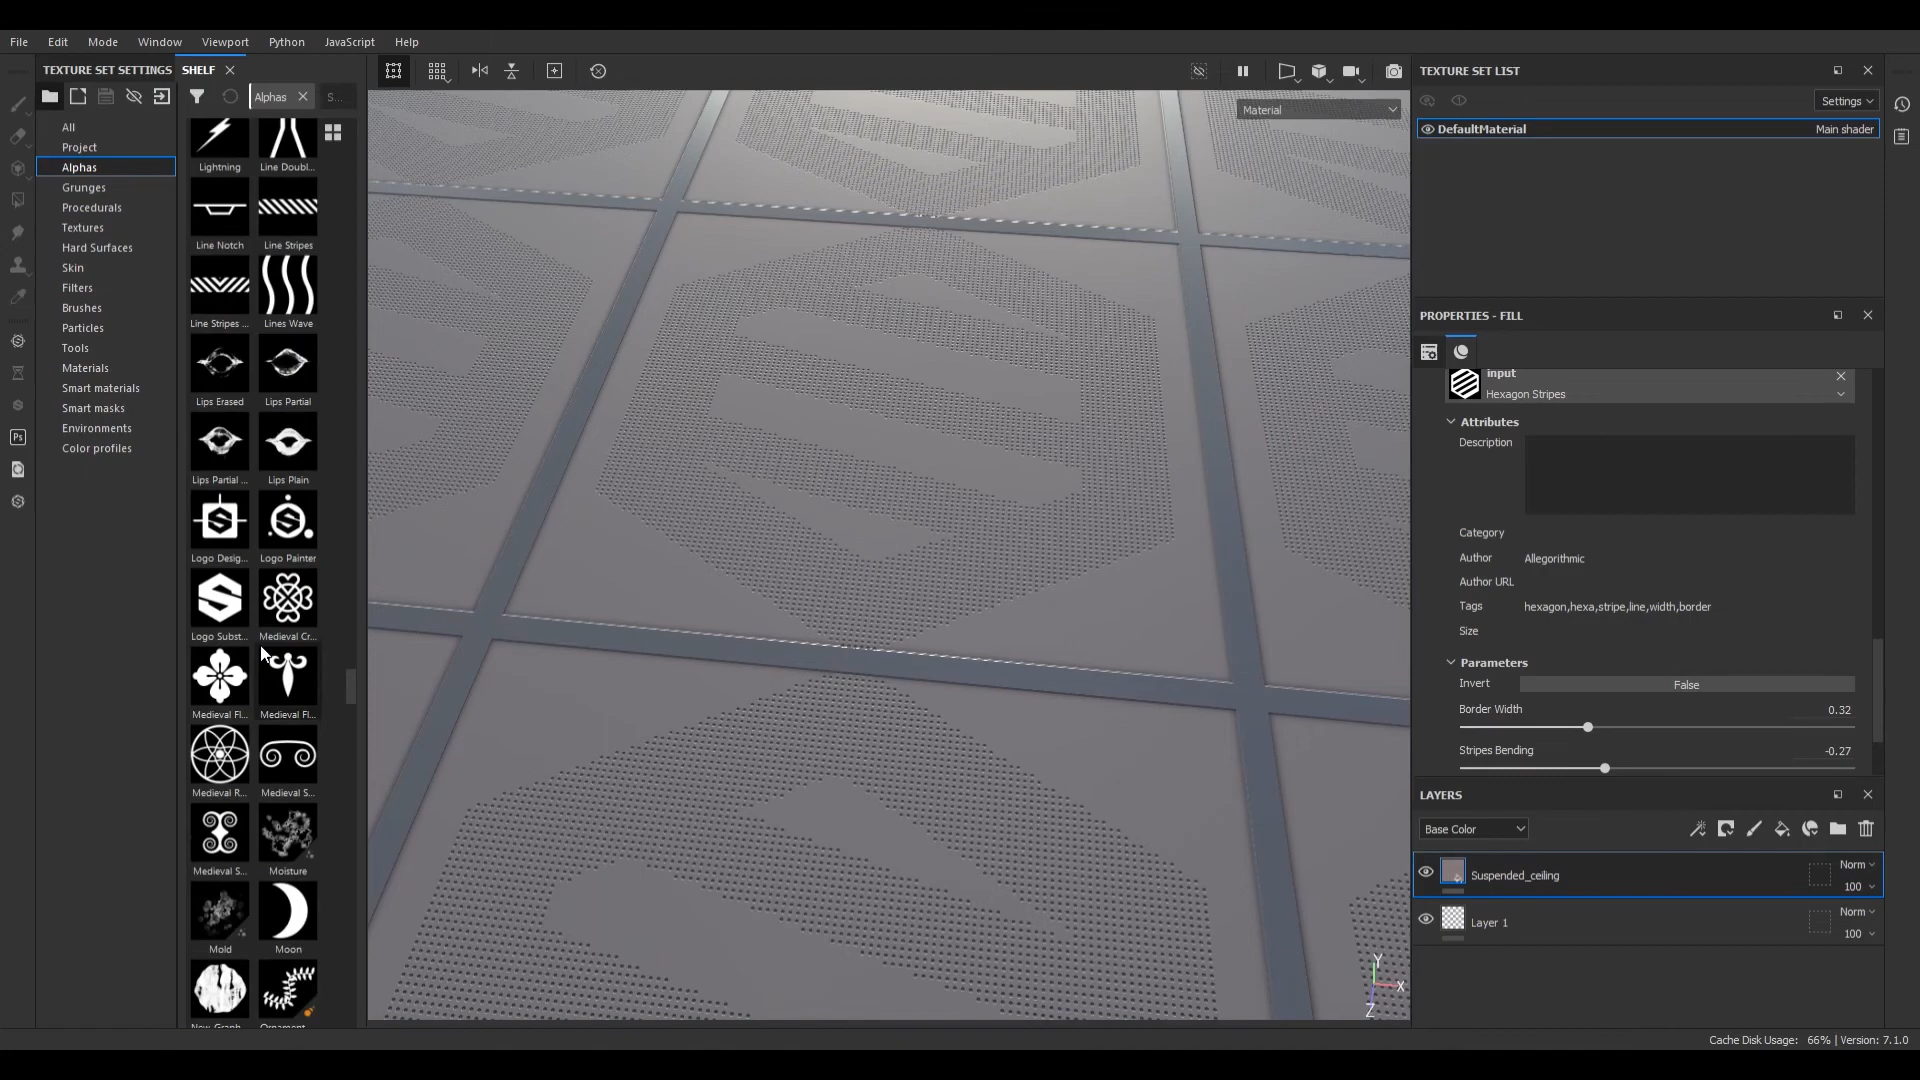 File Edit Mode Window Viewport Python JavaScript Help
TEXTURE SET SETTINGS SHELF
Alphas S...
All
Project
Alphas
Grunges
Procedurals
Textures
Hard Surfaces
Skin
Filters
Brushes
Particles
Tools
Materials
Smart materials
Smart masks
Environments
Color profiles
Lightning Line Doubl...
Line Notch Line Stripes
Line Stripes ... Lines Wave
Lips Erased Lips Partial
Lips Partial ... Lips Plain
Logo Desig... Logo Painter
Logo Subst... Medieval Cr...
Medieval Fl... Medieval Fl...
Medieval R... Medieval S...
Medieval S... Moisture
Mold Moon
Material
Y
X
Z
TEXTURE SET LIST
Settings
DefaultMaterial Main shader
PROPERTIES - FILL
input
Hexagon Stripes
Attributes
Description
Category
Author Allegorithmic
Author URL
Tags hexagon,hexa,stripe,line,width,border
Size
Parameters
Invert False
Border Width 0.32
Stripes Bending -0.27
LAYERS
Base Color
Suspended_ceiling Norm
100
Layer 1 Norm
100
Cache Disk Usage: 66% | Version: 7.1.0